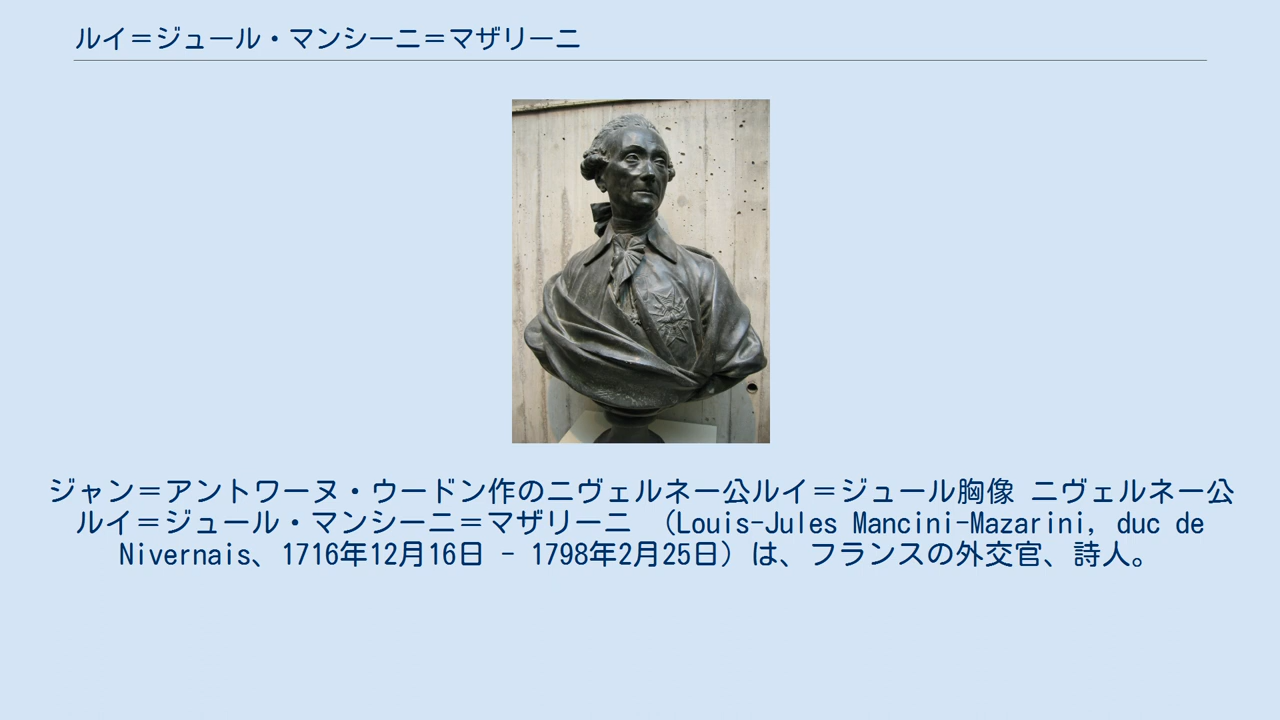 ルイ＝ジュール・マンシーニ＝マザリーニ
ジャン＝アントワーヌ・ウードン作のニヴェルネー公ルイ＝ジュール胸像 ニヴェルネー公
ルイ＝ジュール・マンシーニ＝マザリーニ （Louis-Jules Mancini-Mazarini, duc de
Nivernais、1716年12月16日 - 1798年2月25日）は、フランスの外交官、詩人。